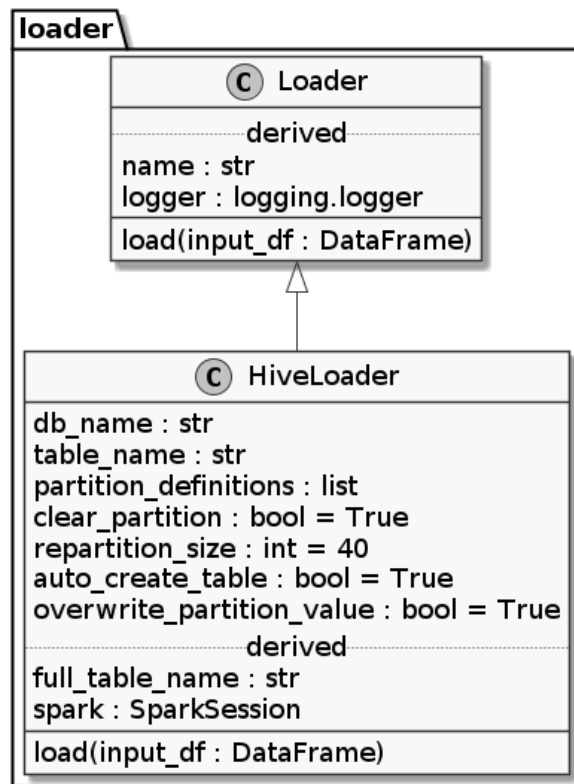 loader
C Loader
derived
name : str
logger : logging.logger
load(input_df : DataFrame)
C HiveLoader
db_name : str
table_name : str
partition_definitions : list
clear_partition : bool = True
repartition_size : int = 40
auto_create_table : bool = True
overwrite_partition_value : bool = True
derived
full_table_name : str
spark : SparkSession
load(input_df : DataFrame)